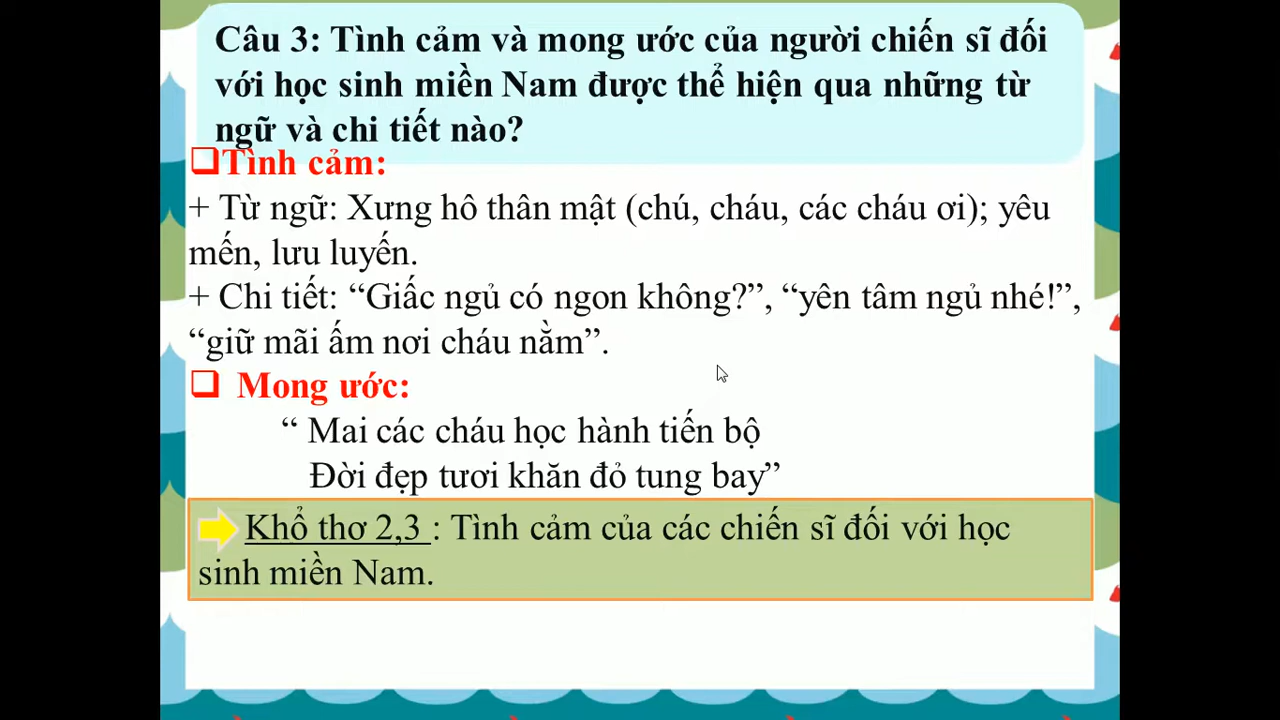 Câu 3: Tình cảm và mong ước của người chiến sĩ đối
với học sinh miền Nam được thể hiện qua những từ
ngữ và chi tiết nào?
❑Tình cảm:
+ Từ ngữ: Xưng hô thân mật (chú, cháu, các cháu ơi); yêu
mến, lưu luyến.
+ Chi tiết: “Giấc ngủ có ngon không?”, “yên tâm ngủ nhé!”,
“giữ mãi ấm nơi cháu nằm”.
❑ Mong ước:
“ Mai các cháu học hành tiến bộ
Đời đẹp tươi khăn đỏ tung bay”
Khổ thơ 2,3 : Tình cảm của các chiến sĩ đối với học
sinh miền Nam.